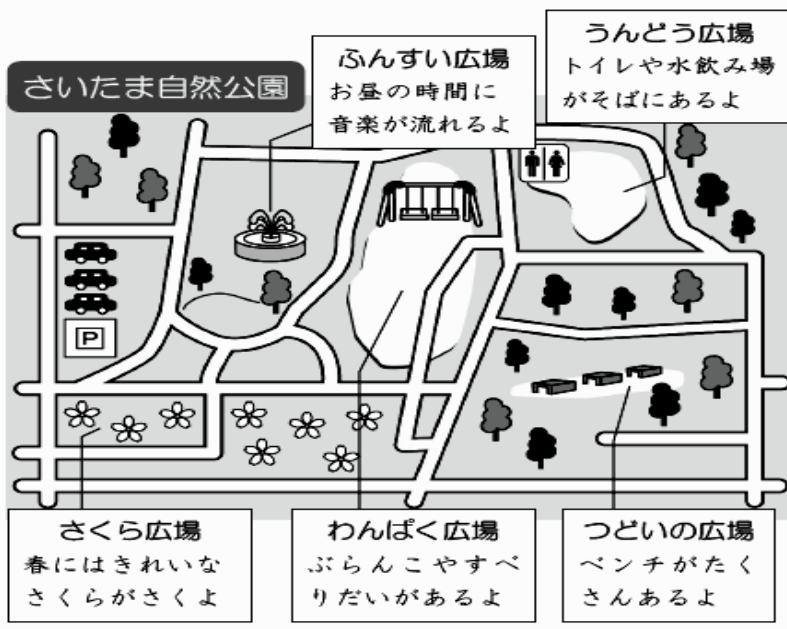 さいたま自然公園
ふんすい広場
お昼の時間に
音楽が流れるよ
うんどう広場
トイレや水飲み場
がそばにあるよ
P
さくら広場
春にはきれいな
さくらがさくよ
わんぱく広場
ぶらんこやすべ
りだいがあるよ
つどいの広場
ベンチがたく
さんあるよ